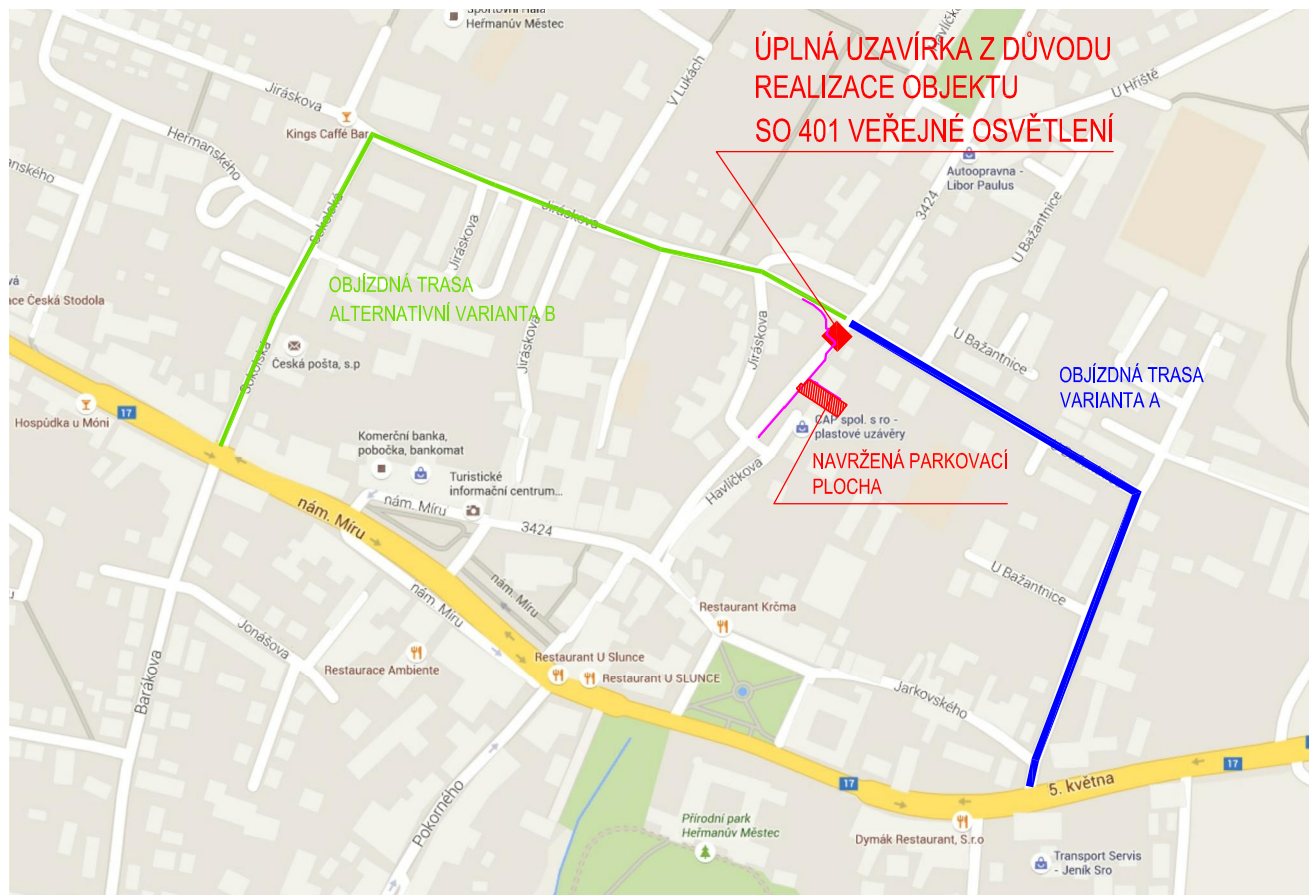 Sportovní Hala
Heřmanův Městec
ÚPLNÁ UZAVÍRKA Z DŮVODU
REALIZACE OBJEKTU
SO 401 VEŘEJNÉ OSVĚTLENÍ
V Lukách
U Hřiště
Jiráskova
Kings Caffé Bar
Heřmanského
Autoopravna -
Libor Paulus
3424
U Bažantnice
Sokolská
Jiráskova
Jiráskova
OBJÍZDNÁ TRASA
ALTERNATIVNÍ VARIANTA B
ace Česká Stodola
Jiráskova
Jiráskova
U Bažantnice
U Bažantnice
Česká pošta, s.p
Sokolská
OBJÍZDNÁ TRASA
VARIANTA A
17
Hospůdka u Móni
CAP spol. s ro -
plastové uzávěry
Komerční banka,
pobočka, bankomat
Turistické
informační centrum...
NAVRŽENÁ PARKOVACÍ
PLOCHA
Havlíčkova
nám. Míru
nám. Míru
3424
nám. Míru
nám. Míru
U Bažantnice
Restaurant Krčma
Jonášova
Barákova
Restaurace Ambiente
Restaurant U Slunce
Restaurant U SLUNCE
Jarkovského
Pokorného
17
17
17
5. května
Přírodní park
Heřmanův Městec
Dymák Restaurant, S.r.o
Transport Servis
- Jeník Sro